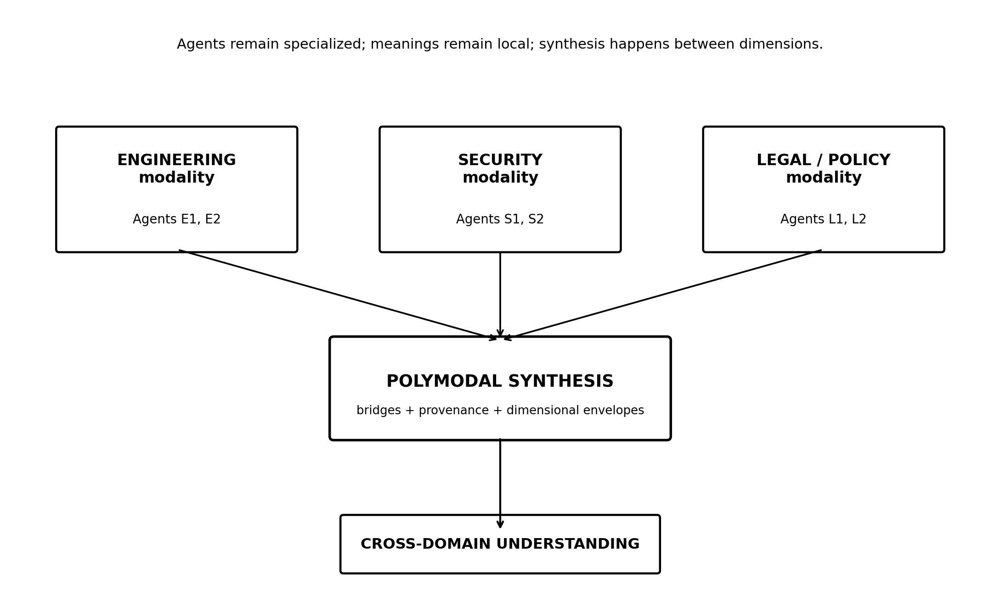 Agents remain specialized; meanings remain local; synthesis happens between dimensions.
ENGINEERING
modality
Agents E1, E2
SECURITY
modality
Agents S1, S2
LEGAL / POLICY
modality
Agents L1, L2
POLYMODAL SYNTHESIS
bridges + provenance + dimensional envelopes
CROSS-DOMAIN UNDERSTANDING